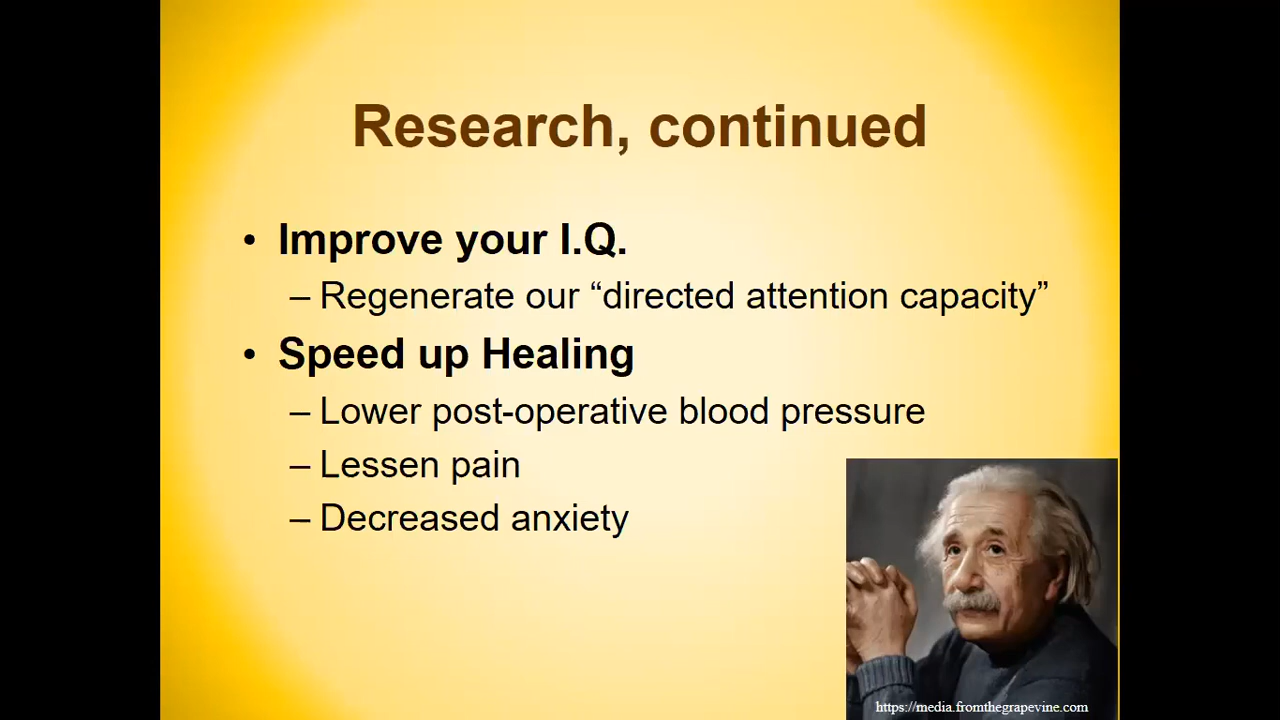 Research, continued
• Improve your I.Q.
– Regenerate our “directed attention capacity”
• Speed up Healing
– Lower post-operative blood pressure
– Lessen pain
– Decreased anxiety
https://media.fromthegrapevine.com